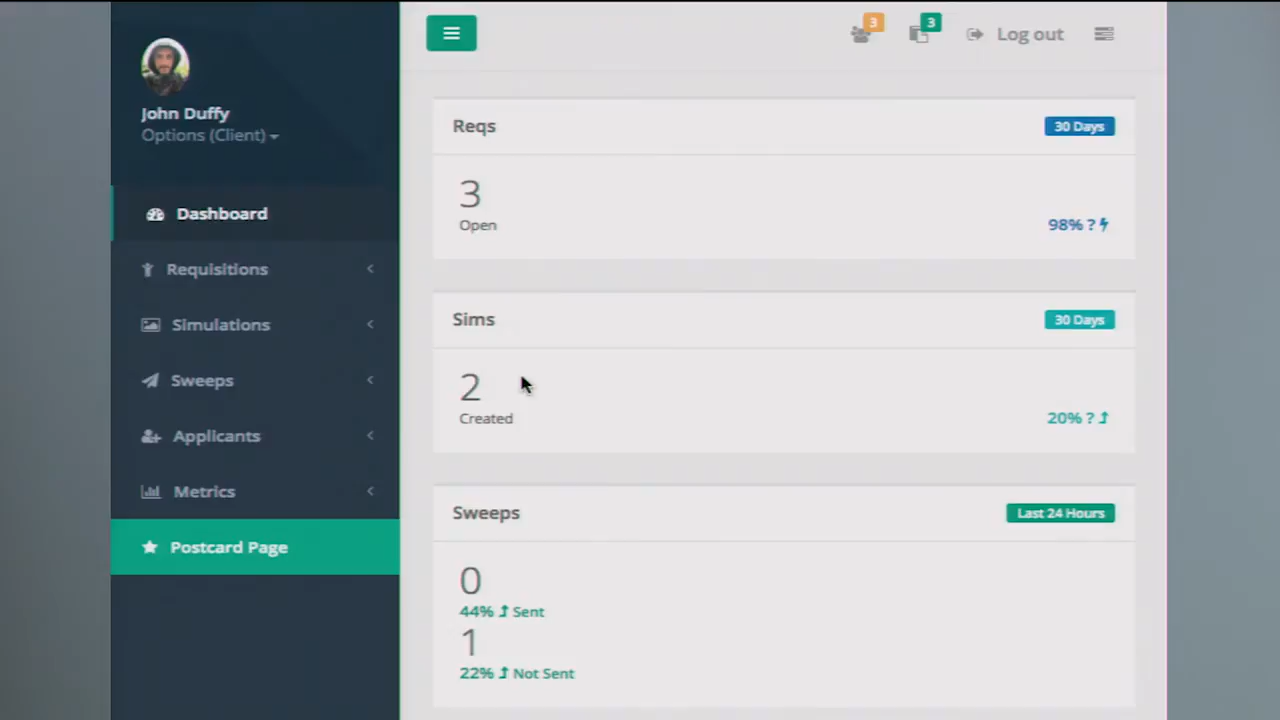 John Duffy
Options (Client)
Dashboard
Requisitions
Simulations
Sweeps
Applicants
Metrics
Postcard Page
3
3
Log out
Reqs
30 Days
3
Open
98% ?
Sims
30 Days
2
Created
20% ?
Sweeps
Last 24 Hours
0
44% Sent
1
22% Not Sent